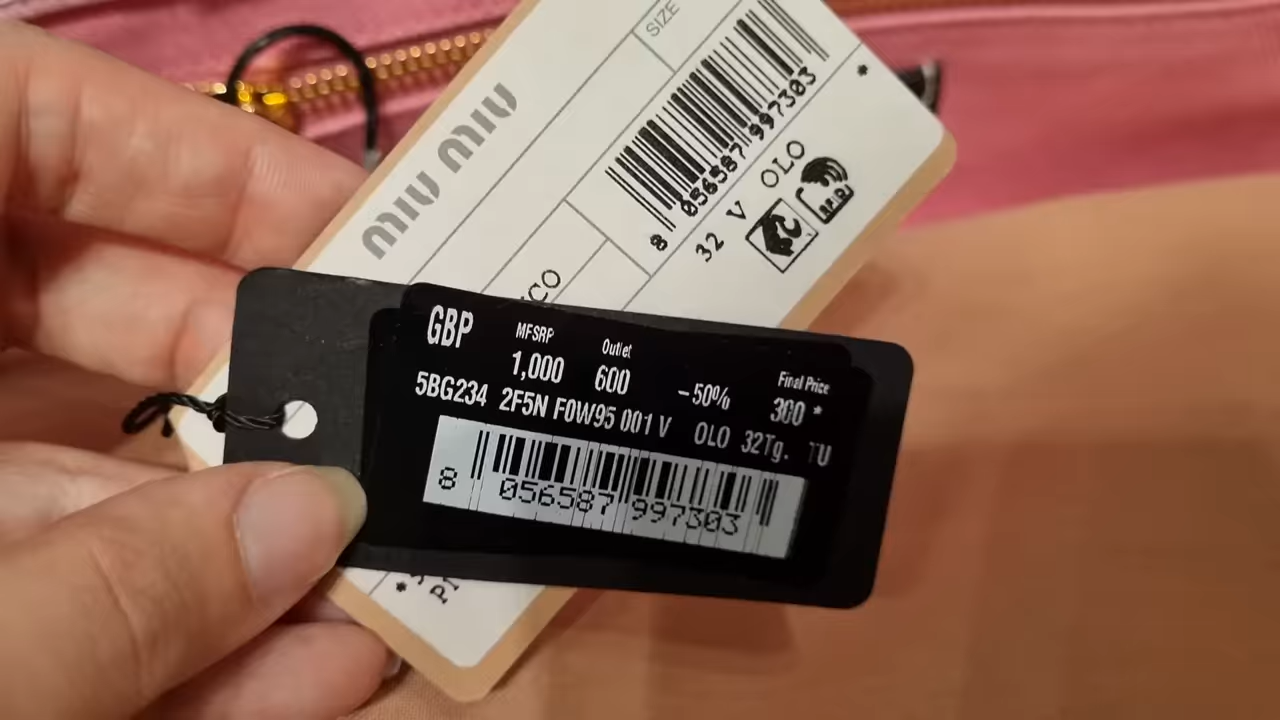 miu miu
SIZE
8 056587 997303
32 V OLO
*
GBP
MFSRP Outlet Final Price
1,000 600 -50% 300 *
5BG234 2F5N F0W95 001 V OLO 32Tg. TU
8 056587 997303
*